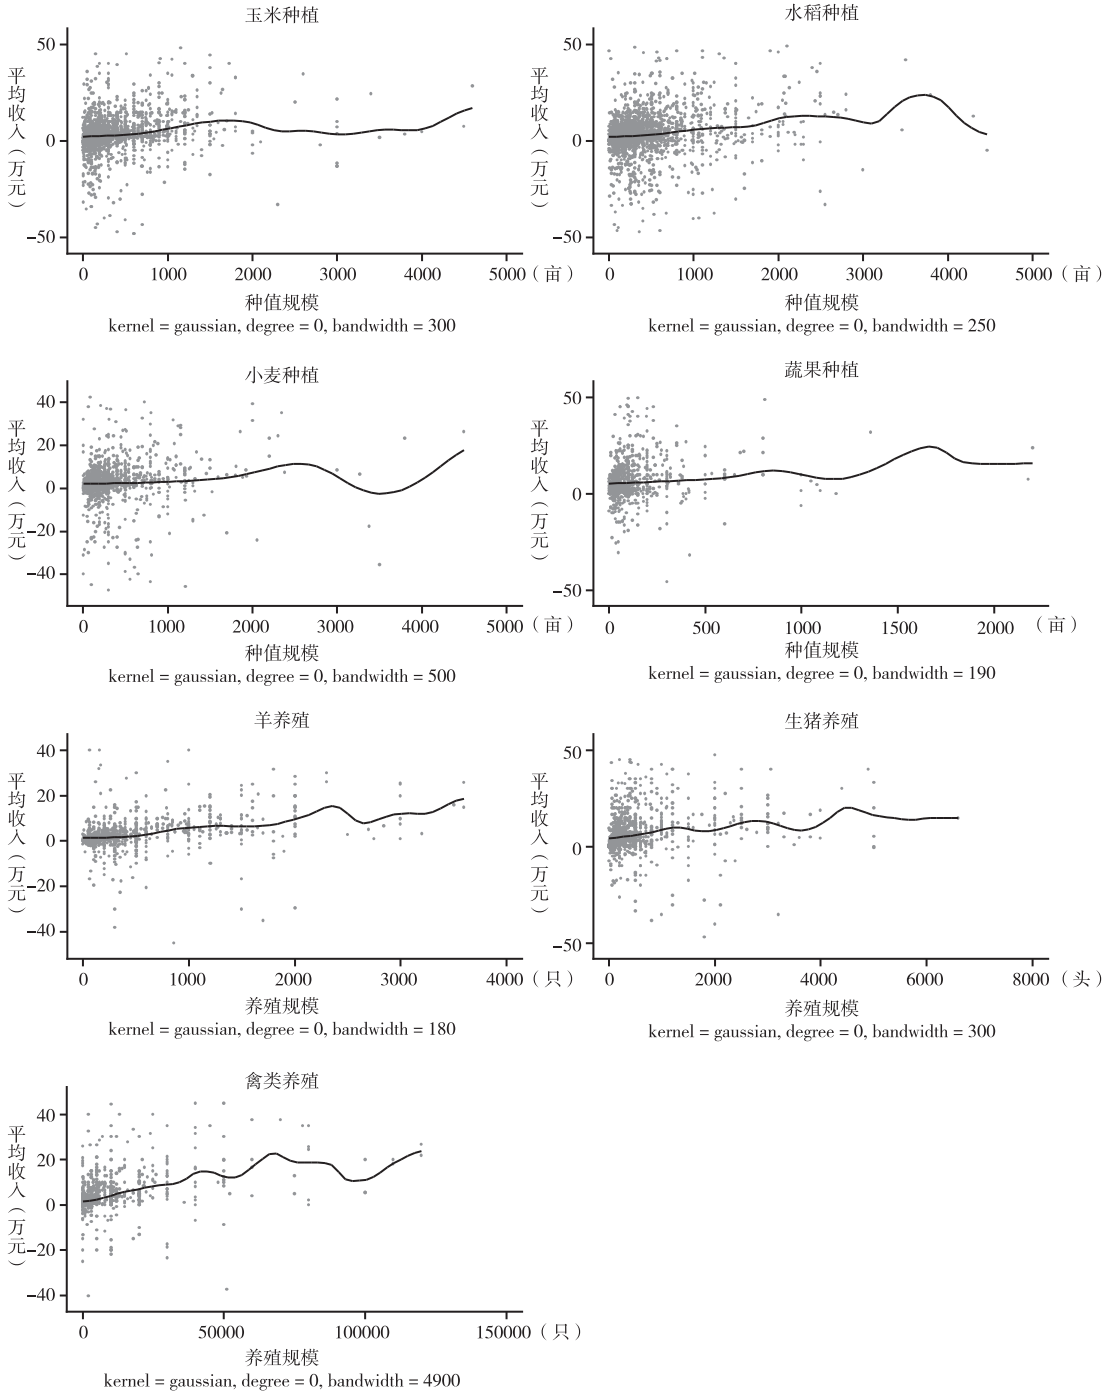 玉米种植
平均收入（万元）
50
0
−50
0 1000 2000 3000 4000 5000（亩）
种值规模
kernel = gaussian, degree = 0, bandwidth = 300
水稻种植
平均收入（万元）
50
0
−50
0 1000 2000 3000 4000 5000（亩）
种值规模
kernel = gaussian, degree = 0, bandwidth = 250
小麦种植
平均收入（万元）
40
20
0
−20
−40
0 1000 2000 3000 4000 5000（亩）
种值规模
kernel = gaussian, degree = 0, bandwidth = 500
蔬果种植
平均收入（万元）
50
0
−50
0 500 1000 1500 2000 （亩）
种值规模
kernel = gaussian, degree = 0, bandwidth = 190
羊养殖
平均收入（万元）
40
20
0
−20
−40
0 1000 2000 3000 4000（只）
养殖规模
kernel = gaussian, degree = 0, bandwidth = 180
生猪养殖
平均收入（万元）
50
0
−50
0 2000 4000 6000 8000（头）
养殖规模
kernel = gaussian, degree = 0, bandwidth = 300
禽类养殖
平均收入（万元）
40
20
0
−20
−40
0 50000 100000 150000（只）
养殖规模
kernel = gaussian, degree = 0, bandwidth = 4900